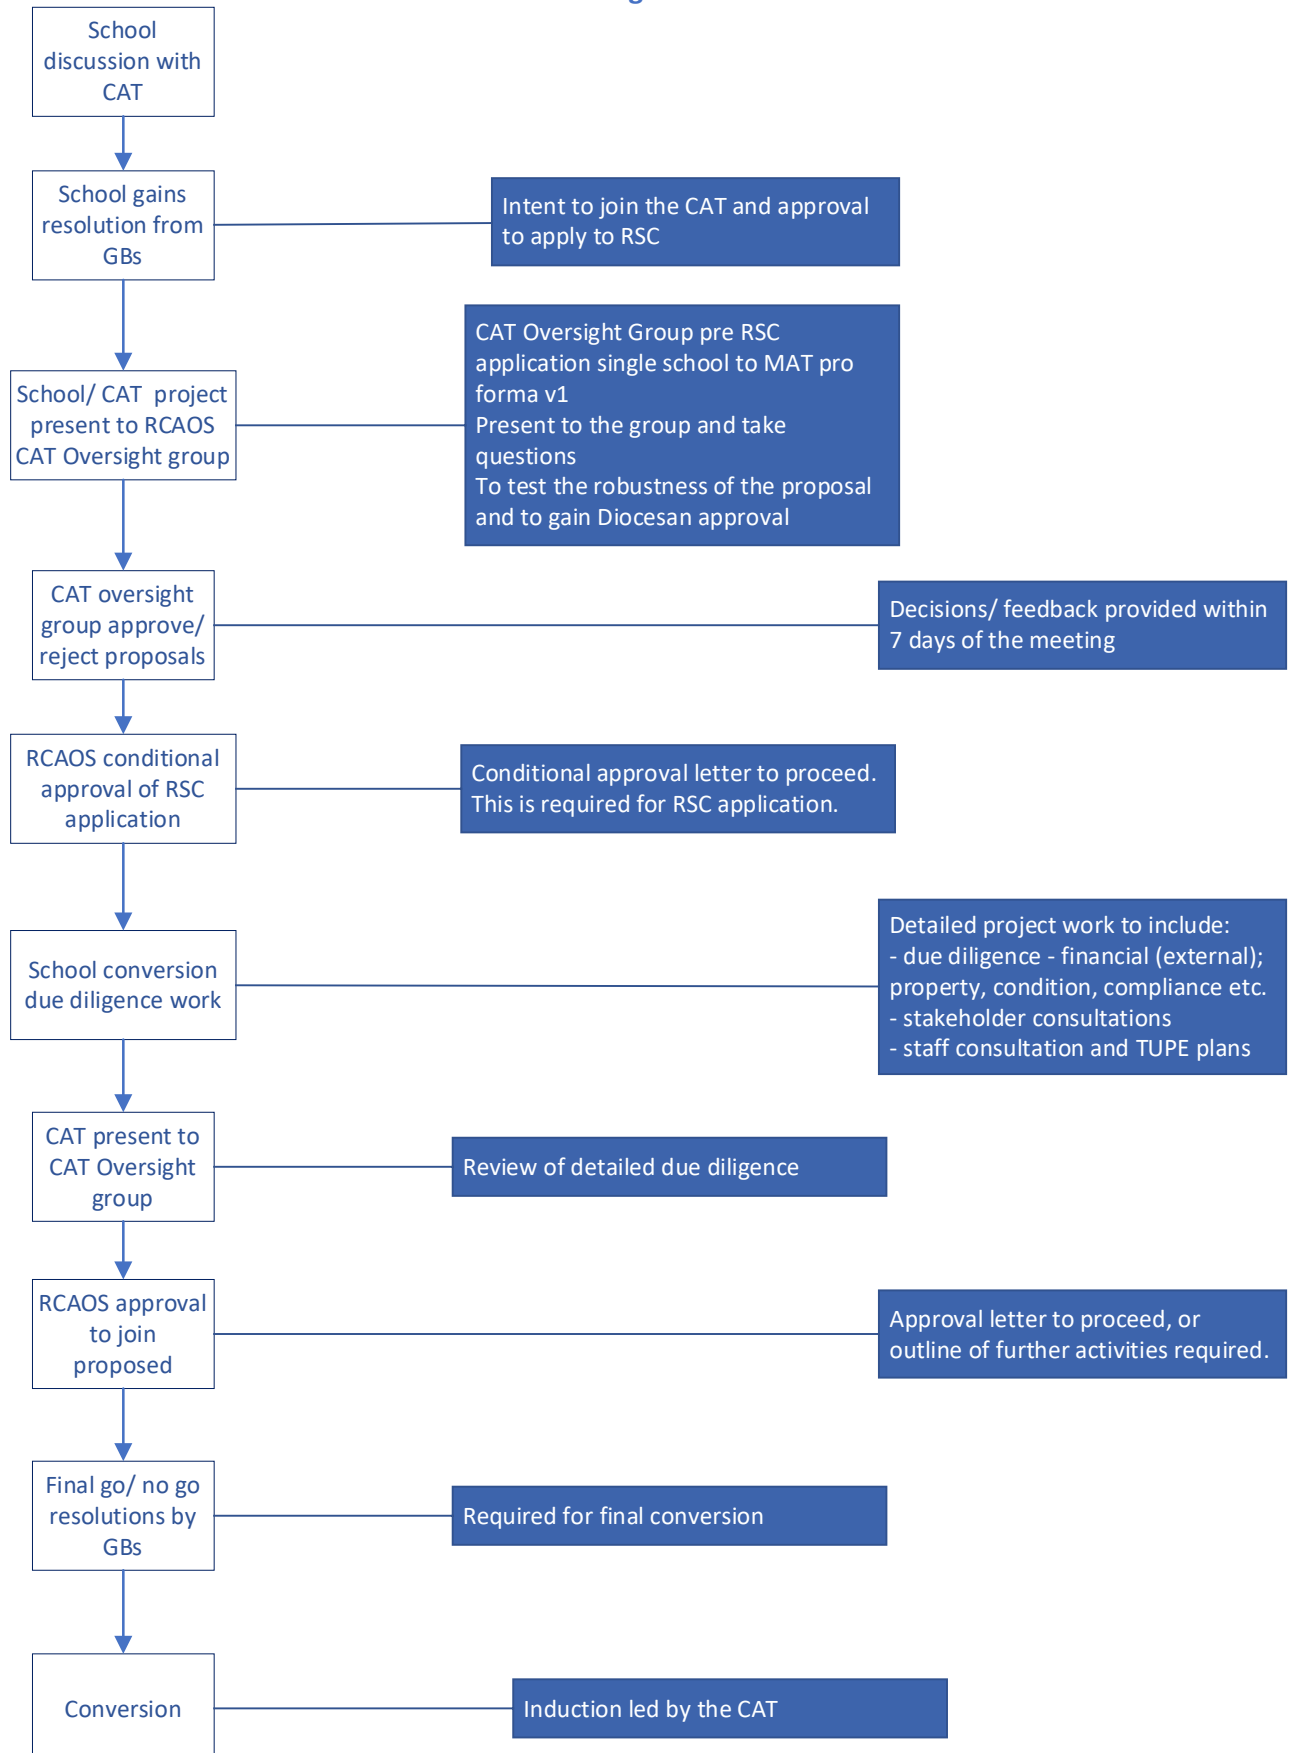 School
discussion with
CAT
School gains
resolution from
GBs
Intent to join the CAT and approval
to apply to RSC
CAT Oversight Group pre RSC
application single school to MAT pro
forma v1
Present to the group and take
questions
To test the robustness of the proposal
and to gain Diocesan approval
School/ CAT project
present to RCAOS
CAT Oversight group
CAT oversight
group approve/
reject proposals
Decisions/ feedback provided within
7 days of the meeting
RCAOS conditional
approval of RSC
application
Conditional approval letter to proceed.
This is required for RSC application.
School conversion
due diligence work
Detailed project work to include:
- due diligence - financial (external);
property, condition, compliance etc.
- stakeholder consultations
- staff consultation and TUPE plans
CAT present to
CAT Oversight
group
Review of detailed due diligence
RCAOS approval
to join
proposed
Approval letter to proceed, or
outline of further activities required.
Final go/ no go
resolutions by
GBs
Required for final conversion
Conversion
Induction led by the CAT